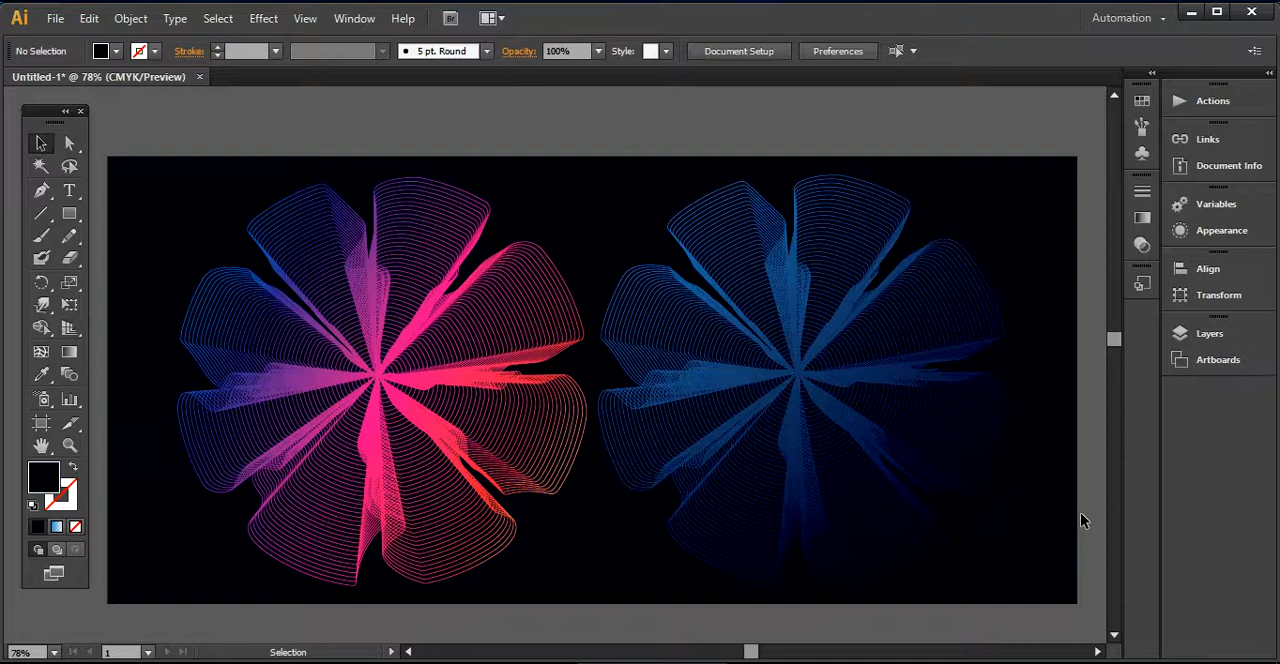 Ai File Edit Object Type Select Effect View Window Help Br Automation
No Selection Stroke: 5 pt. Round Opacity: 100% Style: Document Setup Preferences
Untitled-1* @ 78% (CMYK/Preview)
Actions
Links
Document Info
Variables
Appearance
Align
Transform
Layers
Artboards
T
78% 1 Selection